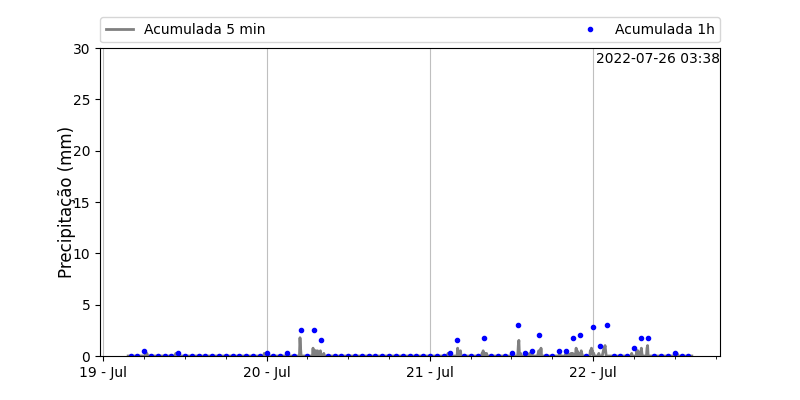 Acumulada 5 min
Acumulada 1h
2022-07-26 03:38
Precipitação (mm)
30
25
20
15
10
5
0
19 - Jul
20 - Jul
21 - Jul
22 - Jul